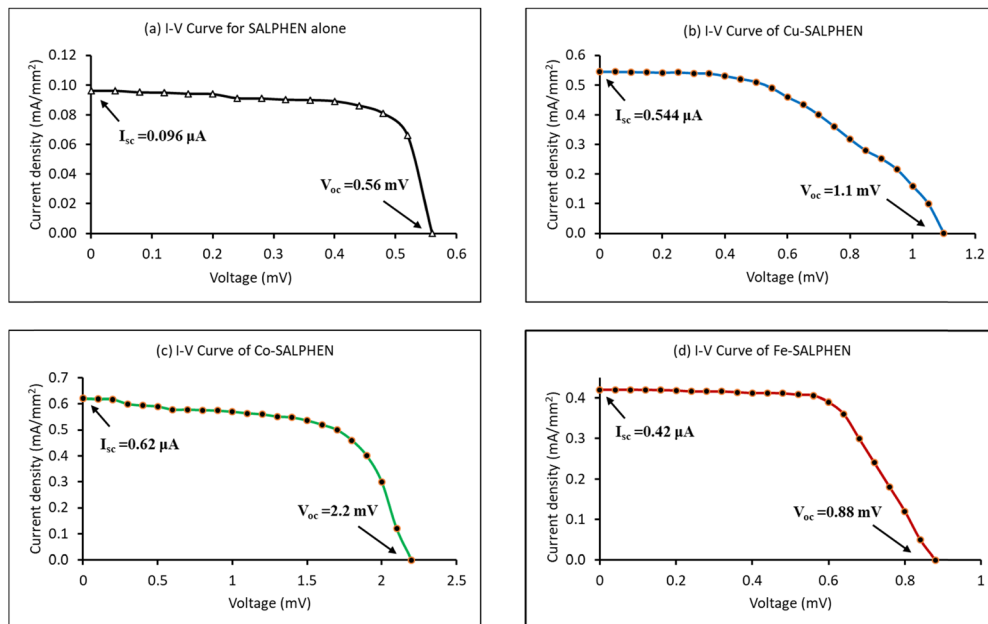 (a) I-V Curve for SALPHEN alone
Current density (mA/mm²)
0.12
0.10
0.08
0.06
0.04
0.02
0.00
Isc =0.096 µA
Voc =0.56 mV
0 0.1 0.2 0.3 0.4 0.5 0.6
Voltage (mV)
(b) I-V Curve of Cu-SALPHEN
Current density (mA/mm²)
0.6
0.5
0.4
0.3
0.2
0.1
0.0
Isc =0.544 µA
Voc =1.1 mV
0 0.2 0.4 0.6 0.8 1 1.2
Voltage (mV)
(c) I-V Curve of Co-SALPHEN
Current density (mA/mm²)
0.7
0.6
0.5
0.4
0.3
0.2
0.1
0.0
Isc =0.62 µA
Voc =2.2 mV
0 0.5 1 1.5 2 2.5
Voltage (mV)
(d) I-V Curve of Fe-SALPHEN
Current density (mA/mm²)
0.4
0.3
0.2
0.1
0.0
Isc =0.42 µA
Voc =0.88 mV
0 0.2 0.4 0.6 0.8 1
Voltage (mV)